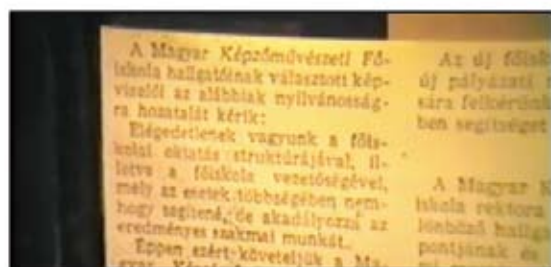 A Magyar Képzőművészeti Fő-
iskola hallgatóinak választott kép-
viselői az alábbiak nyilvánosság-
ra hozatalát kérik:
Elégedetlenek vagyunk a főis-
kolai oktatás struktúrájával, il-
letve a főiskola vezetőségével,
mely az esetek többségében nem-
hogy segítené, de akadályozza az
eredményes szakmai munkát.
Éppen ezért követeljük a Ma-
gyar
Az új főisk
új pályázati
sára felkérünk
ben segítséget
A Magyar K
iskola rektora
lönböző hallga
pontjának és